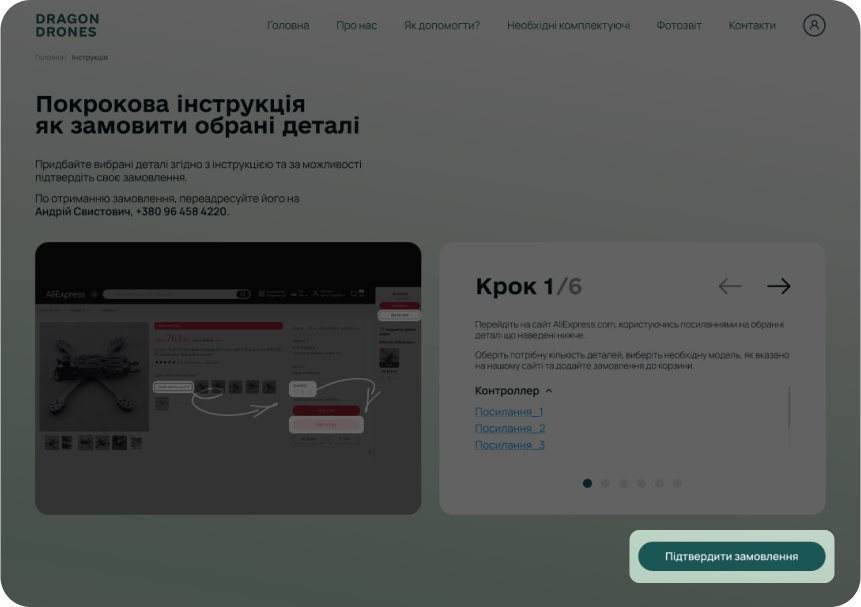 DRAGON
DRONES
Головна
Про нас
Як допомогти?
Необхідні комплектуючі
Фотозвіт
Контакти
Головна / Інструкція
Покрокова інструкція
як замовити обрані деталі
Придбайте вибрані деталі згідно з інструкцією та за можливості
підтвердіть своє замовлення.
По отриманню замовлення, переадресуйте його на
Андрій Свистович, +380 96 458 4220.
AliExpress
Крок 1/6
Перейдіть на сайт AliExpress.com, користуючись посиланнями на обранні
деталі що наведені нижче.
Оберіть потрібну кількість деталей, виберіть необхідну модель, як вказано
на нашому сайті та додайте замовлення до корзини.
Контроллер
Посилання_1
Посилання_2
Посилання_3
Підтвердити замовлення